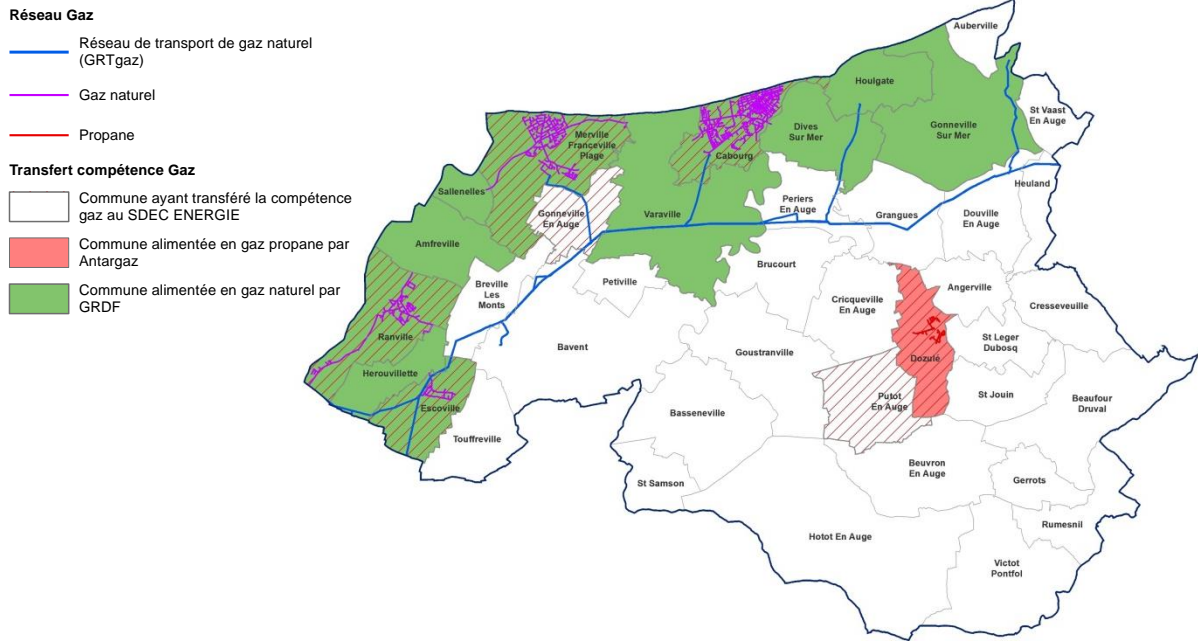 Réseau Gaz
Réseau de transport de gaz naturel
(GRTgaz)
Gaz naturel
Propane
Transfert compétence Gaz
Commune ayant transféré la compétence
gaz au SDEC ENERGIE
Commune alimentée en gaz propane par
Antargaz
Commune alimentée en gaz naturel par
GRDF
Auberville
Houlgate
St Vaast
En Auge
Gonneville
Sur Mer
Dives
Sur Mer
Merville
Franceville
Plage
Cabourg
Heuland
Sallenelles
Periers
En Auge
Gonneville
En Auge
Varaville
Grangues
Douville
En Auge
Amfreville
Brucourt
Petiville
Breville
Les
Monts
Angerville
Cricqueville
En Auge
Cresseveuille
Ranville
Bavent
Goustranville
Dozule
St Leger
Dubosq
Herouvillette
Escoville
Putot
En Auge
St Jouin
Beaufour
Druval
Basseneville
Touffreville
Beuvron
En Auge
St Samson
Gerrots
Rumesnil
Hotot En Auge
Victot
Pontfol